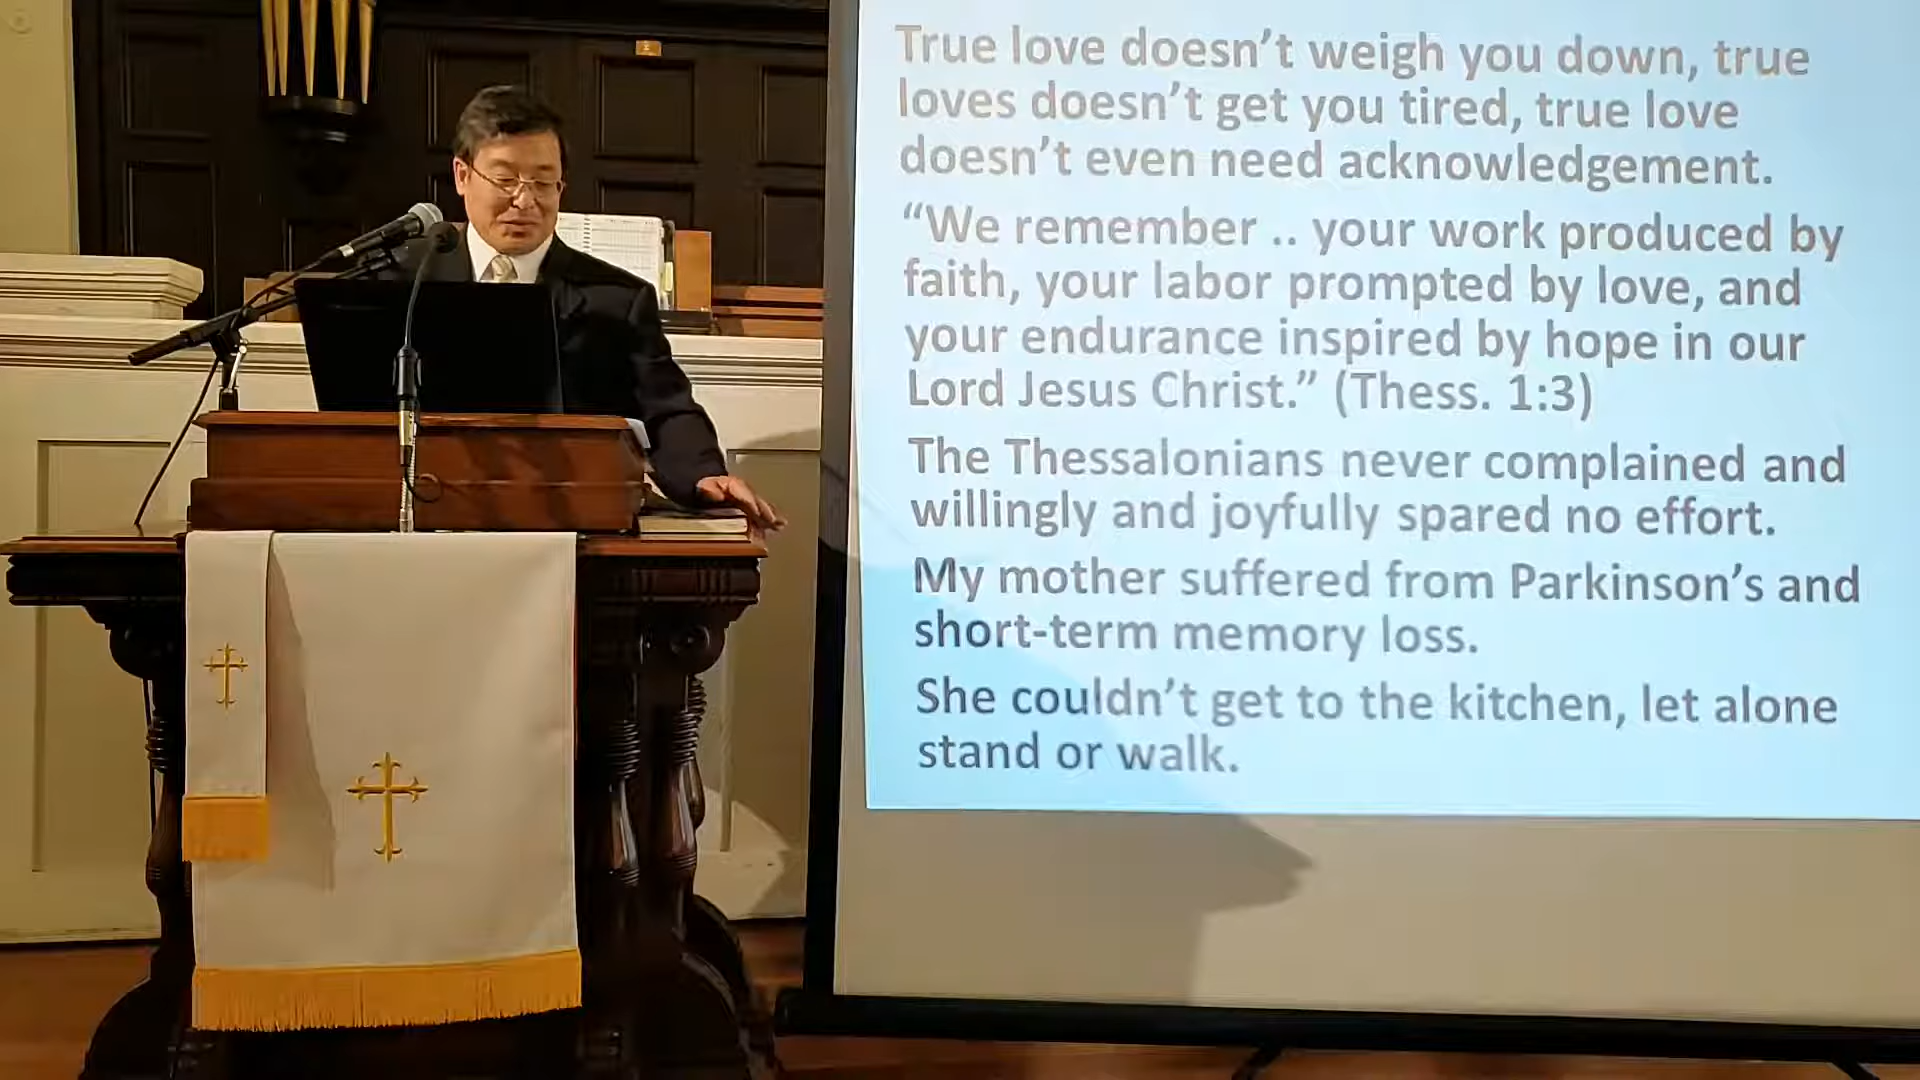 True love doesn’t weigh you down, true
loves doesn’t get you tired, true love
doesn’t even need acknowledgement.
“We remember .. your work produced by
faith, your labor prompted by love, and
your endurance inspired by hope in our
Lord Jesus Christ.” (Thess. 1:3)
The Thessalonians never complained and
willingly and joyfully spared no effort.
My mother suffered from Parkinson’s and
short-term memory loss.
She couldn’t get to the kitchen, let alone
stand or walk.